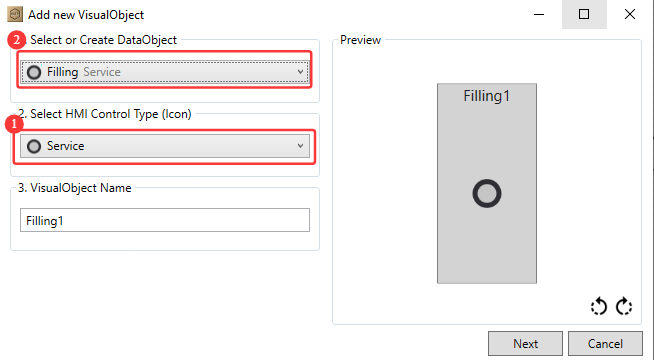 Add new VisualObject
2 Select or Create DataObject
Filling Service
2. Select HMI Control Type (Icon)
1
Service
3. VisualObject Name
Filling1
Preview
Filling1
Next
Cancel